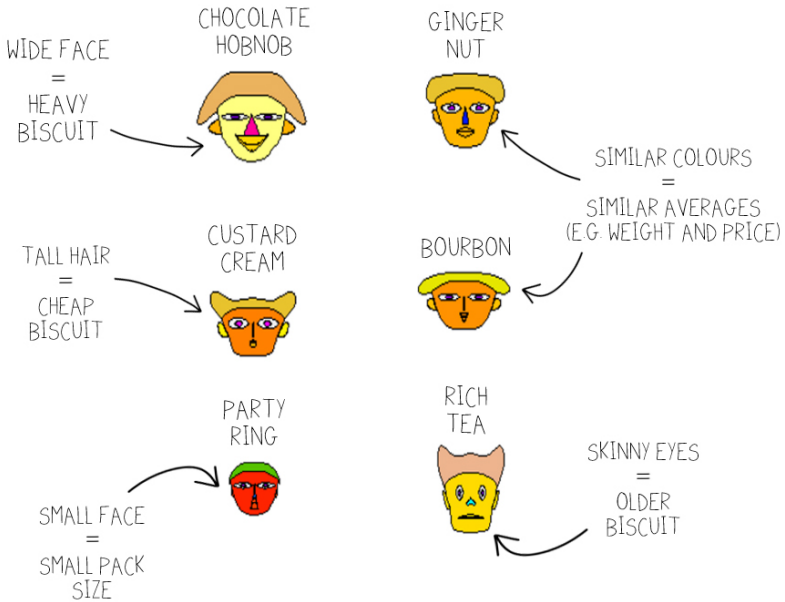 CHOCOLATE
HOBNOB
GINGER
NUT
WIDE FACE
=
HEAVY
BISCUIT
SIMILAR COLOURS
=
SIMILAR AVERAGES
(E.G. WEIGHT AND PRICE)
CUSTARD
CREAM
BOURBON
TALL HAIR
=
CHEAP
BISCUIT
PARTY
RING
RICH
TEA
SKINNY EYES
=
OLDER
BISCUIT
SMALL FACE
=
SMALL PACK
SIZE